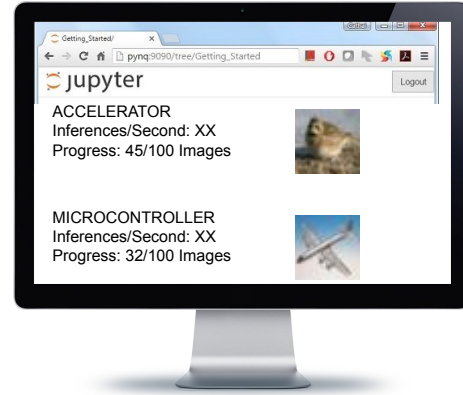 Getting_Started/
pynq:9090/tree/Getting_Started
jupyter
Logout
ACCELERATOR
Inferences/Second: XX
Progress: 45/100 Images
MICROCONTROLLER
Inferences/Second: XX
Progress: 32/100 Images